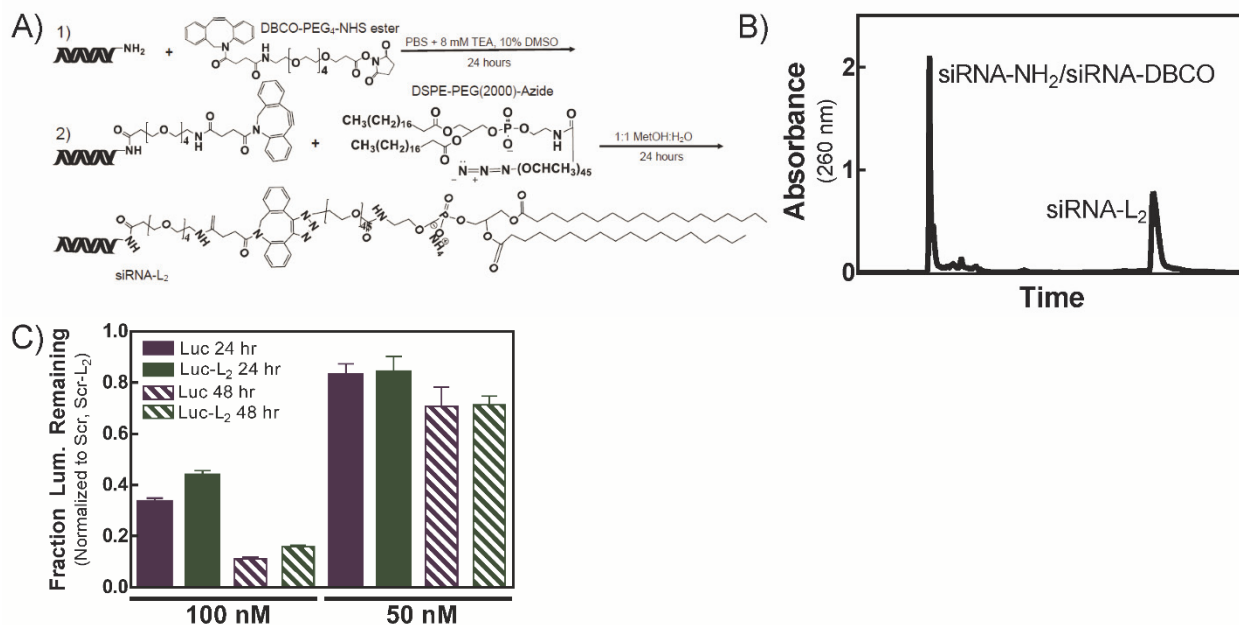 A)
1)
NH2
+
DBCO-PEG4-NHS ester
PBS + 8 mM TEA, 10% DMSO
24 hours
2)
+
DSPE-PEG(2000)-Azide
CH3(CH2)16
CH3(CH2)16
N=N=N-(OCHCH2)45
1:1 MetOH:H2O
24 hours
siRNA-L2
B)
Absorbance
(260 nm)
2
1
0
siRNA-NH2/siRNA-DBCO
siRNA-L2
Time
C)
Fraction Lum. Remaining
(Normalized to Scr, Scr-L2)
1.0
0.8
0.6
0.4
0.2
0.0
Luc 24 hr
Luc-L2 24 hr
Luc 48 hr
Luc-L2 48 hr
100 nM
50 nM